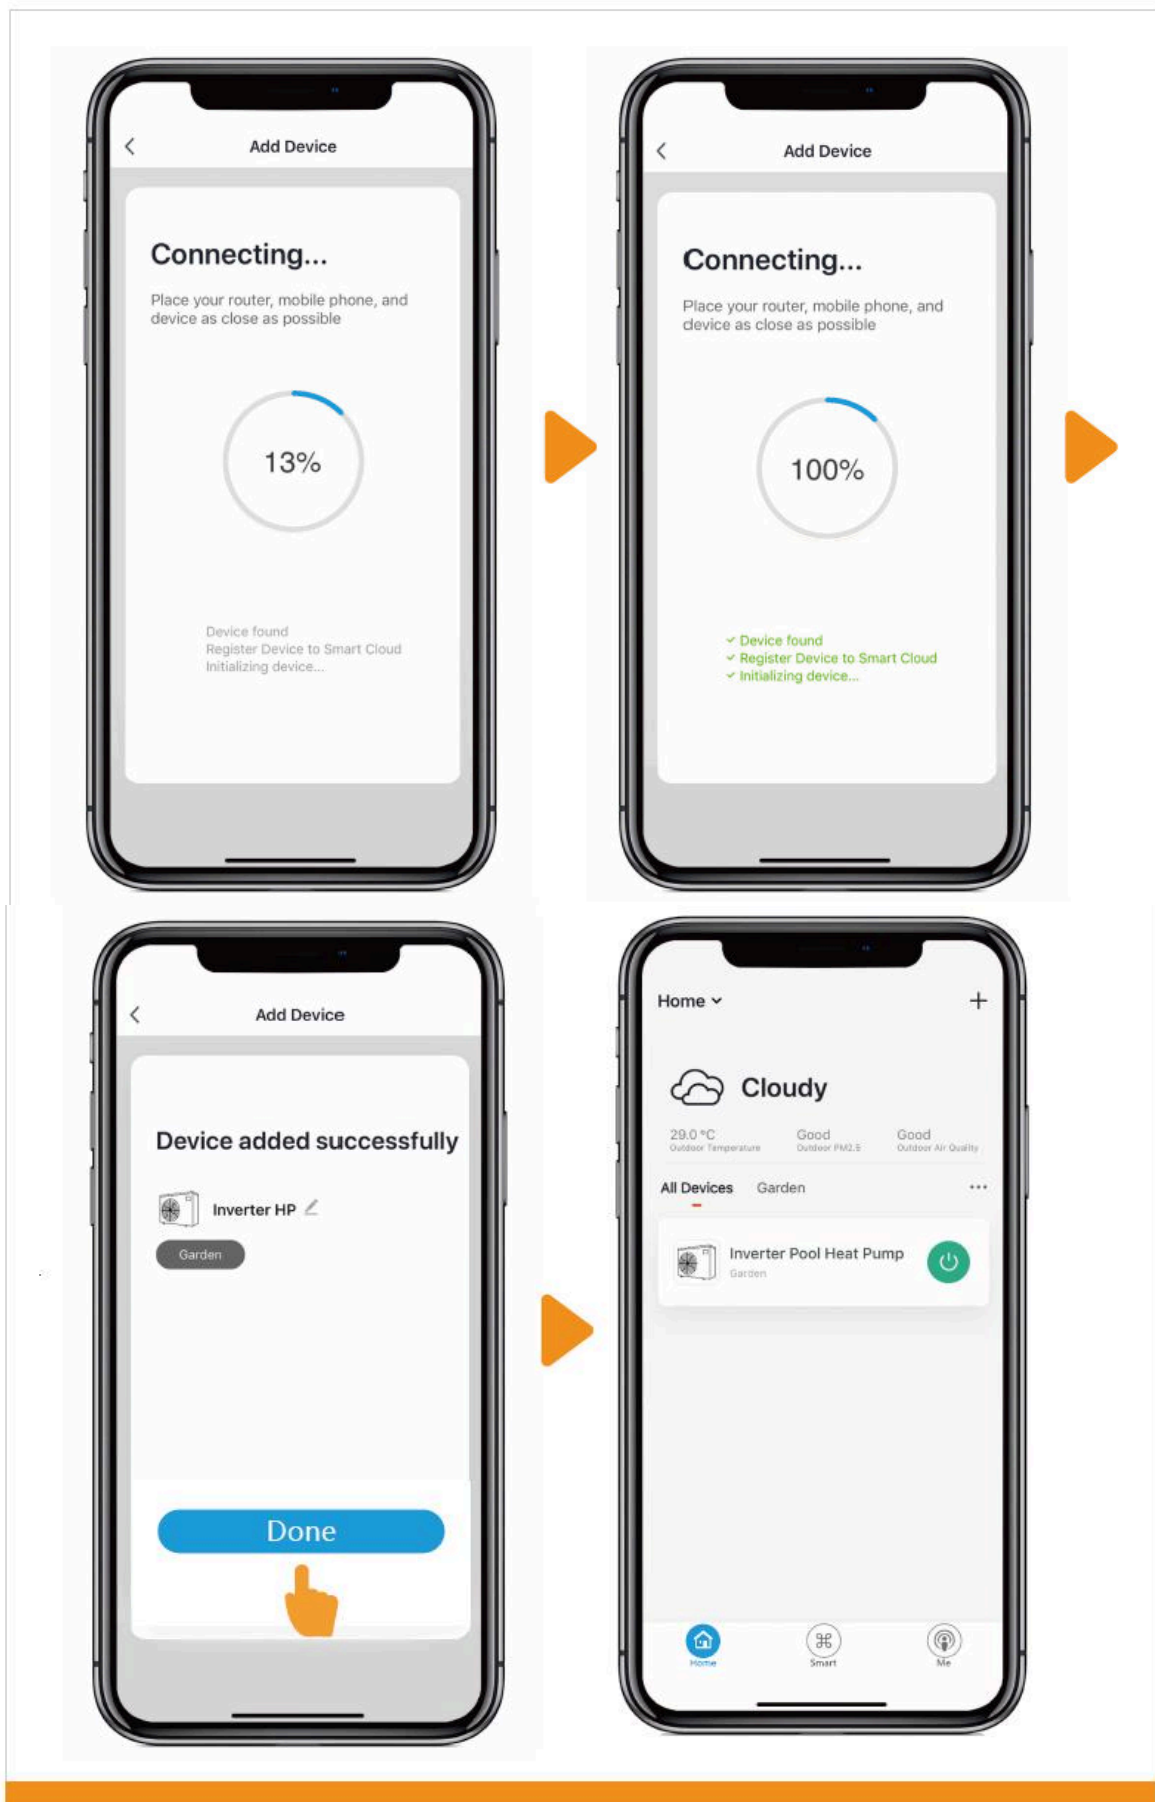 Add Device
Connecting...
Place your router, mobile phone, and
device as close as possible
13%
Device found
Register Device to Smart Cloud
Initializing device...
Add Device
Connecting...
Place your router, mobile phone, and
device as close as possible
100%
Device found
Register Device to Smart Cloud
Initializing device...
Add Device
Device added successfully
Inverter HP
Garden
Done
Home
Cloudy
29.0 °C Good Good
Outdoor Temperature Outdoor PM2.5 Outdoor Air Quality
All Devices Garden
Inverter Pool Heat Pump
Garden
Home Smart Me